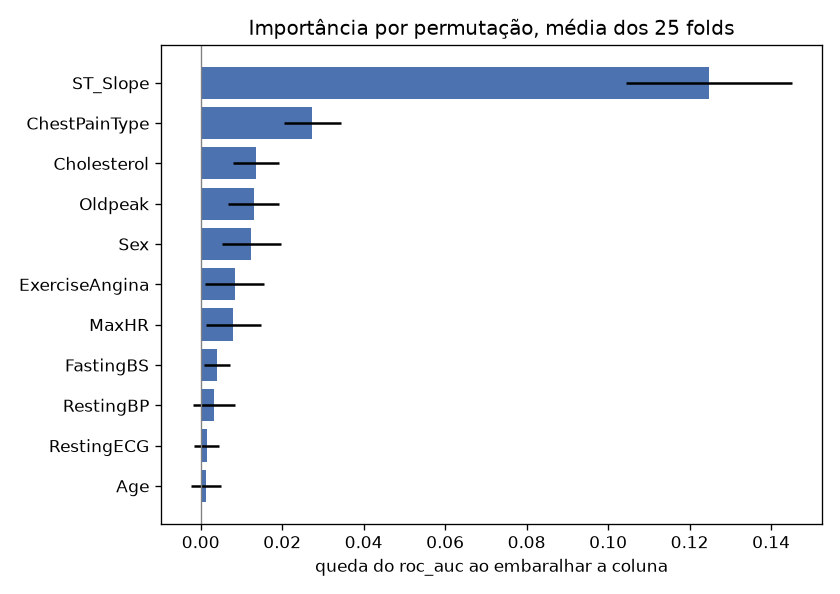 Importância por permutação, média dos 25 folds
ST_Slope
ChestPainType
Cholesterol
Oldpeak
Sex
ExerciseAngina
MaxHR
FastingBS
RestingBP
RestingECG
Age
0.00 0.02 0.04 0.06 0.08 0.10 0.12 0.14
queda do roc_auc ao embaralhar a coluna